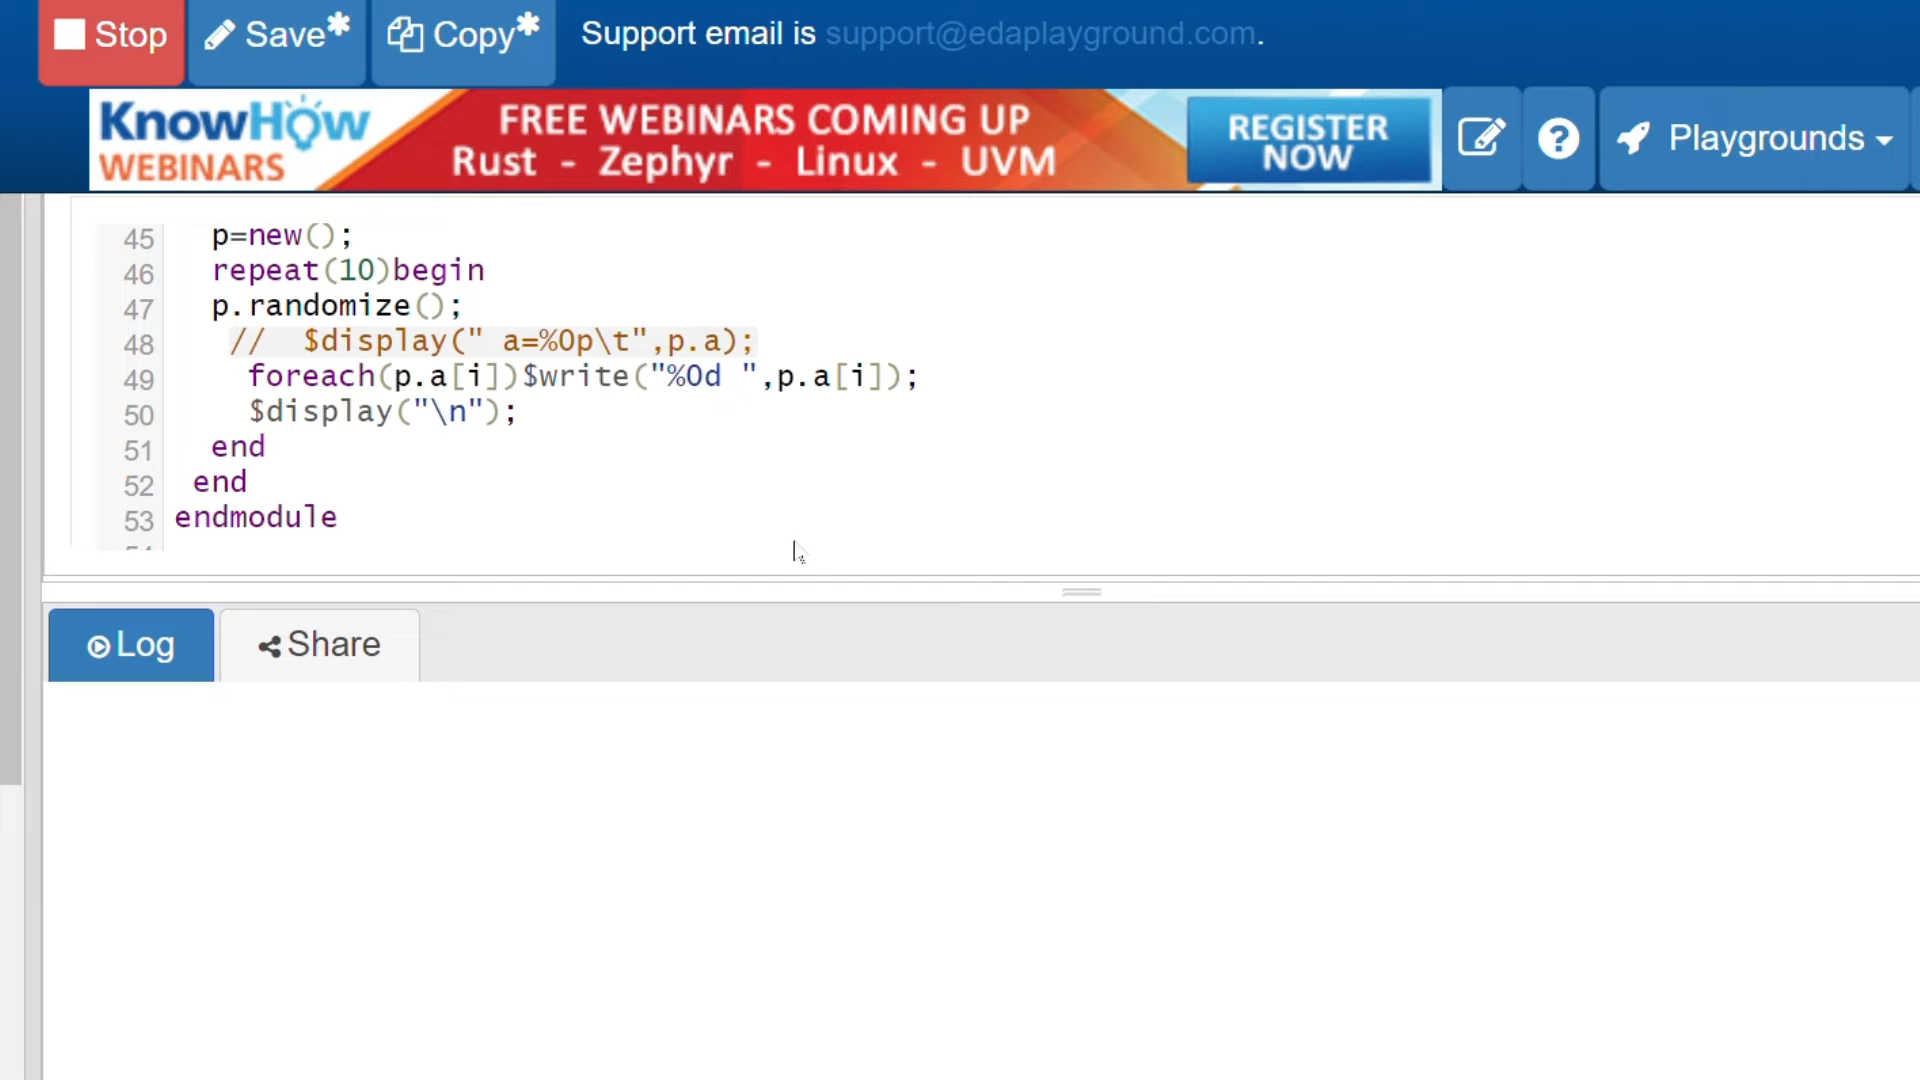 Stop Save* Copy* Support email is support@edaplayground.com.
KnowHow WEBINARS
FREE WEBINARS COMING UP
Rust - Zephyr - Linux - UVM
REGISTER NOW
? Playgrounds
45 p=new();
46 repeat(10)begin
47 p.randomize();
48 // $display(" a=%0p\t",p.a);
49 foreach(p.a[i])$write("%0d ",p.a[i]);
50 $display("\n");
51 end
52 end
53 endmodule
Log Share